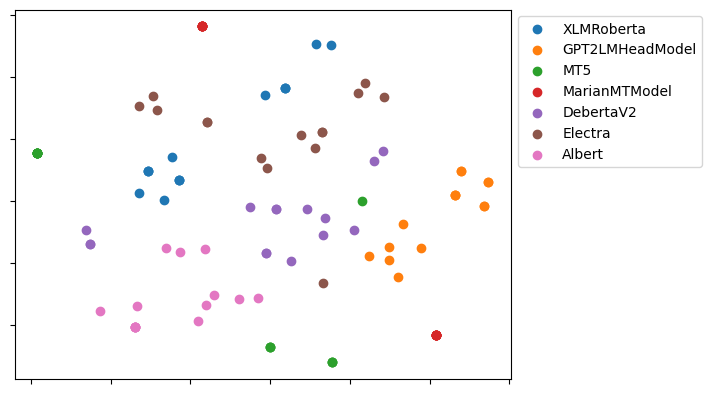 XLMRoberta
GPT2LMHeadModel
MT5
MarianMTModel
DebertaV2
Electra
Albert